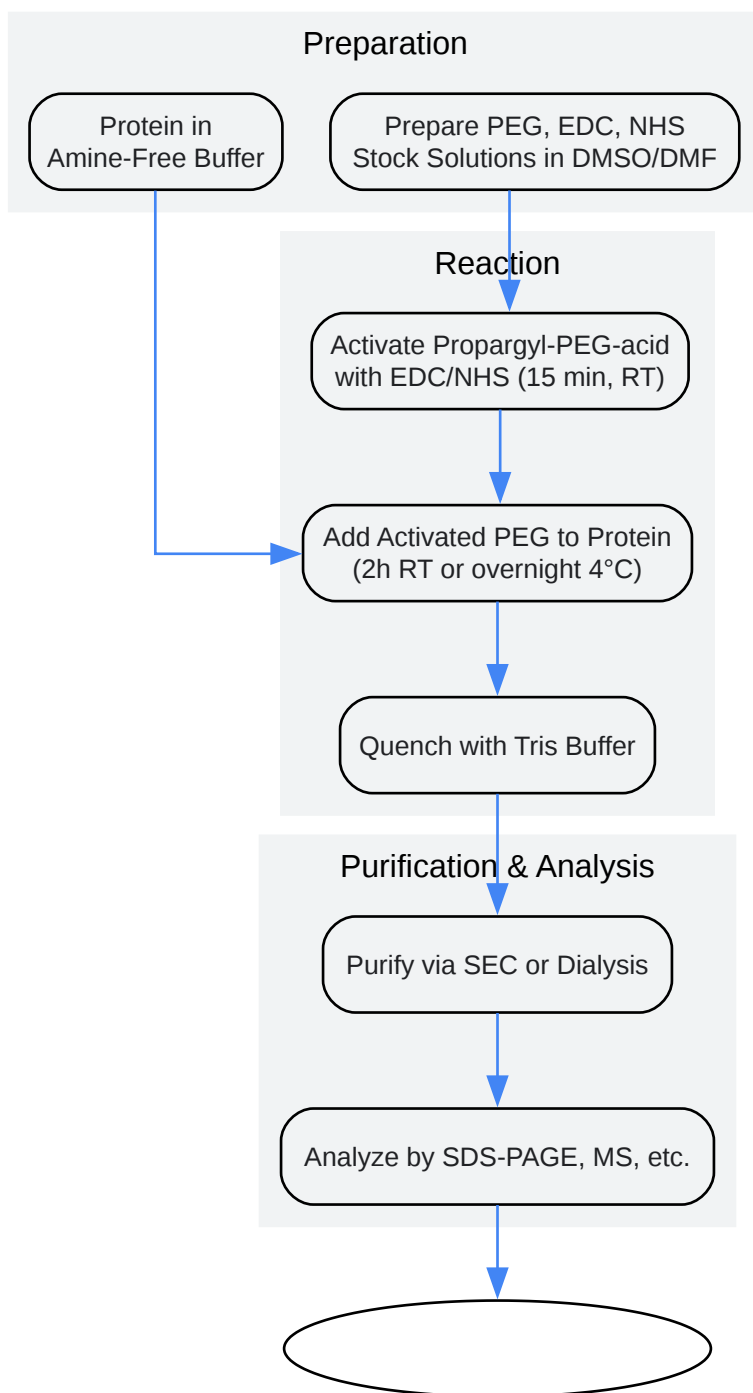 Preparation
Protein in
Amine-Free Buffer
Prepare PEG, EDC, NHS
Stock Solutions in DMSO/DMF
Reaction
Activate Propargyl-PEG-acid
with EDC/NHS (15 min, RT)
Add Activated PEG to Protein
(2h RT or overnight 4°C)
Quench with Tris Buffer
Purification & Analysis
Purify via SEC or Dialysis
Analyze by SDS-PAGE, MS, etc.